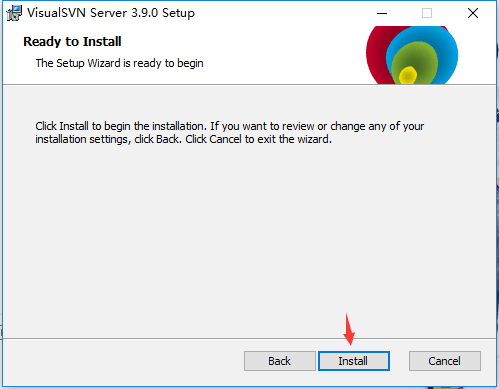 VisualSVN Server 3.9.0 Setup
Ready to Install
The Setup Wizard is ready to begin
Click Install to begin the installation. If you want to review or change any of your
installation settings, click Back. Click Cancel to exit the wizard.
Back Install Cancel